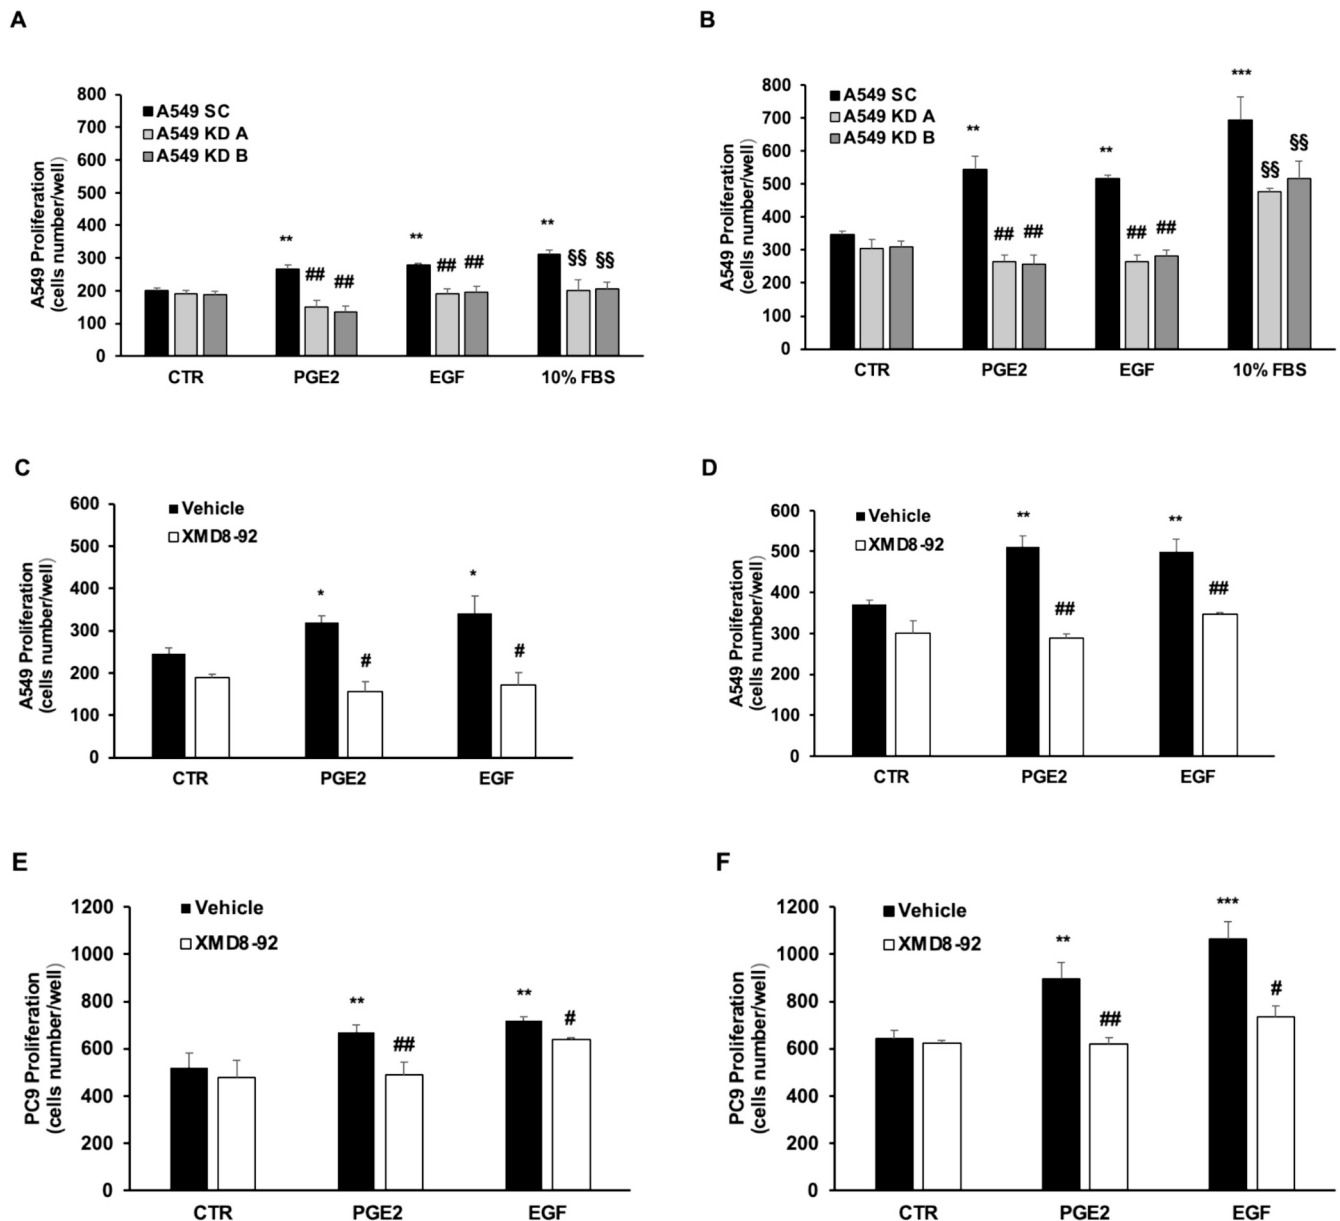 A
A549 Proliferation
(cells number/well)
800
700
600
500
400
300
200
100
0
A549 SC
A549 KD A
A549 KD B
**
##
##
**
##
##
**
§§
§§
CTR
PGE2
EGF
10% FBS
B
A549 Proliferation
(cells number/well)
800
700
600
500
400
300
200
100
0
A549 SC
A549 KD A
A549 KD B
**
##
##
**
##
##
***
§§
§§
CTR
PGE2
EGF
10% FBS
C
A549 Proliferation
(cells number/well)
600
500
400
300
200
100
0
Vehicle
XMD8-92
*
#
*
#
CTR
PGE2
EGF
D
A549 Proliferation
(cells number/well)
600
500
400
300
200
100
0
Vehicle
XMD8-92
**
##
**
##
CTR
PGE2
EGF
E
PC9 Proliferation
(cells number/well)
1200
1000
800
600
400
200
0
Vehicle
XMD8-92
**
##
**
#
CTR
PGE2
EGF
F
PC9 Proliferation
(cells number/well)
1200
1000
800
600
400
200
0
Vehicle
XMD8-92
**
##
***
#
CTR
PGE2
EGF